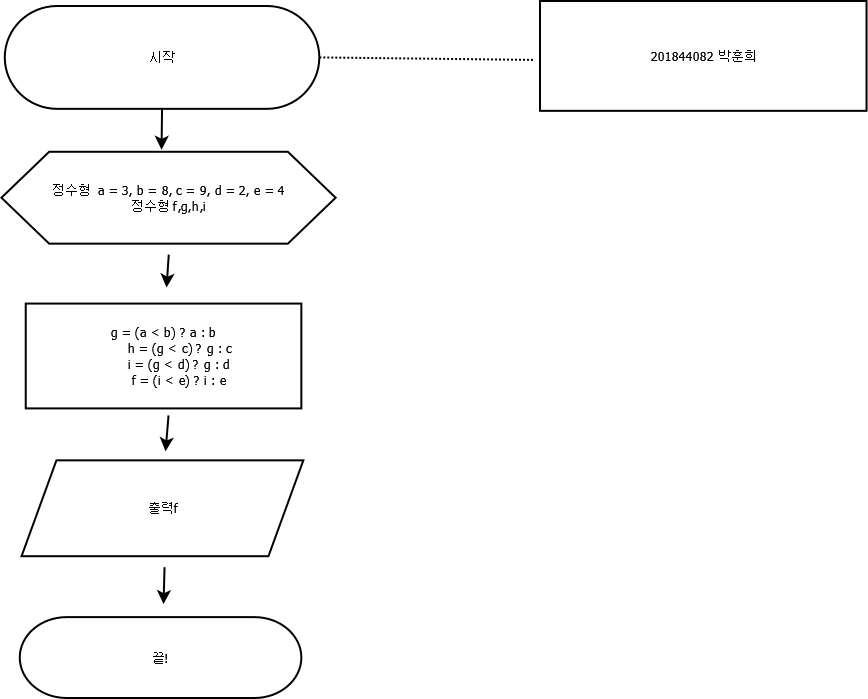 시작
201844082 박훈희
정수형 a = 3, b = 8, c = 9, d = 2, e = 4
정수형 f,g,h,i
g = (a < b) ? a : b
h = (g < c) ? g : c
i = (g < d) ? g : d
f = (i < e) ? i : e
출력f
끝!